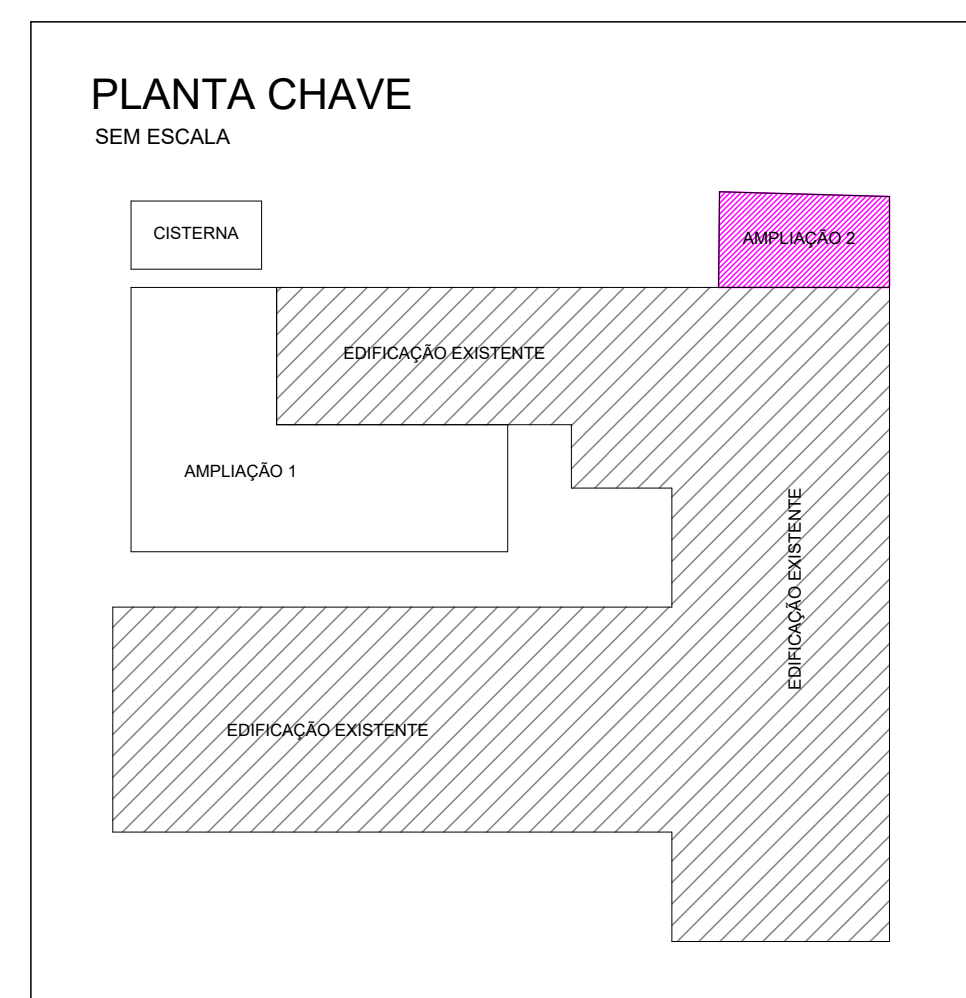 PLANTA CHAVE
SEM ESCALA
CISTERNA
AMPLIAÇÃO 2
EDIFICAÇÃO EXISTENTE
AMPLIAÇÃO 1
EDIFICAÇÃO EXISTENTE
EDIFICAÇÃO EXISTENTE